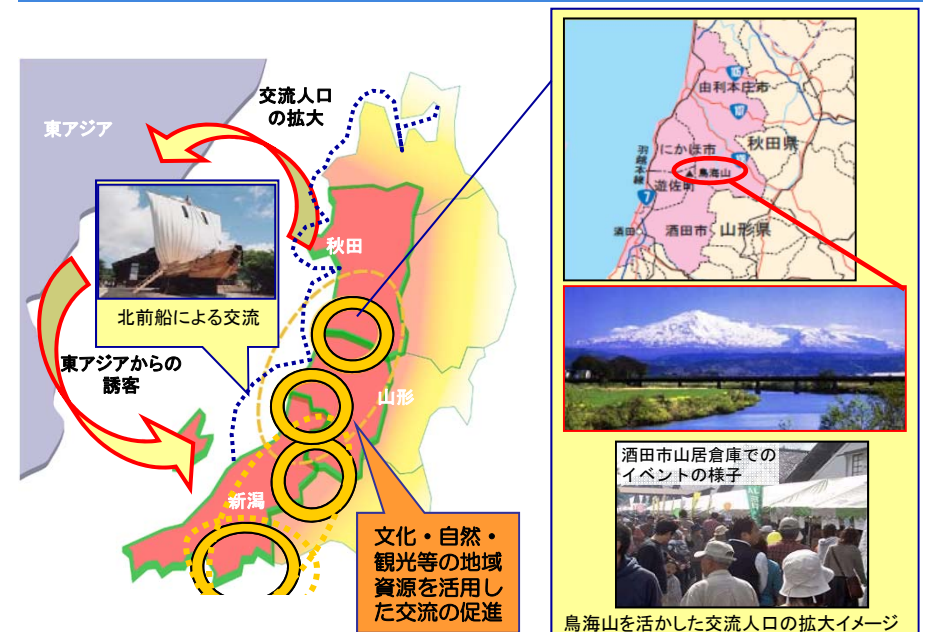 東アジア
交流人口
の拡大
秋田
北前船による交流
東アジアからの
誘客
山形
新潟
文化・自然・
観光等の地域
資源を活用し
た交流の促進
由利本荘市
秋田県
にかほ市
羽越本線
鳥海山
遊佐町
7
酒田
酒田市
山形県
酒田市山居倉庫での
イベントの様子
鳥海山を活かした交流人口の拡大イメージ